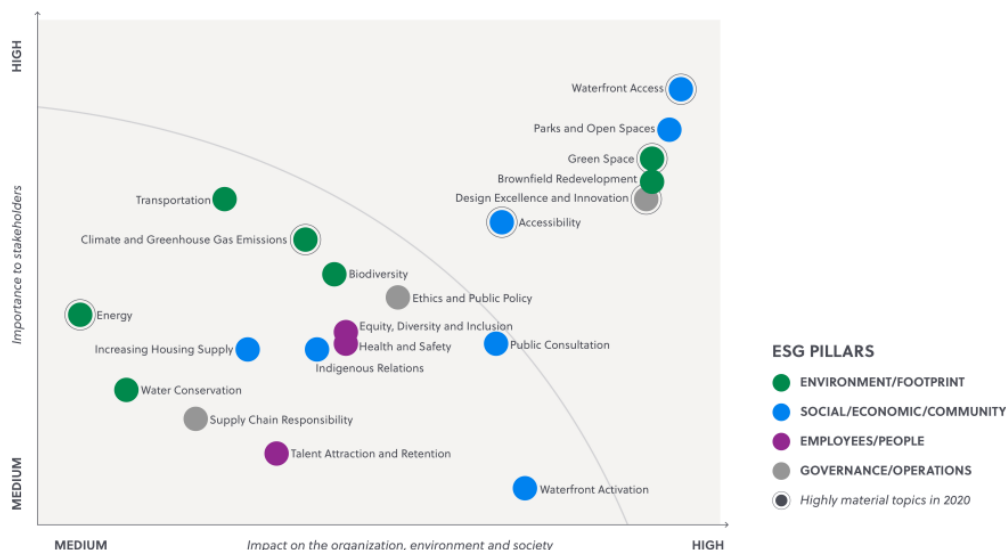 HIGH
Importance to stakeholders
MEDIUM
Waterfront Access
Parks and Open Spaces
Green Space
Brownfield Redevelopment
Design Excellence and Innovation
Transportation
Accessibility
Climate and Greenhouse Gas Emissions
Biodiversity
Ethics and Public Policy
Energy
Equity, Diversity and Inclusion
Health and Safety
Public Consultation
Increasing Housing Supply
Indigenous Relations
Water Conservation
Supply Chain Responsibility
Talent Attraction and Retention
Waterfront Activation
MEDIUM
Impact on the organization, environment and society
HIGH
ESG PILLARS
ENVIRONMENT/FOOTPRINT
SOCIAL/ECONOMIC/COMMUNITY
EMPLOYEES/PEOPLE
GOVERNANCE/OPERATIONS
Highly material topics in 2020